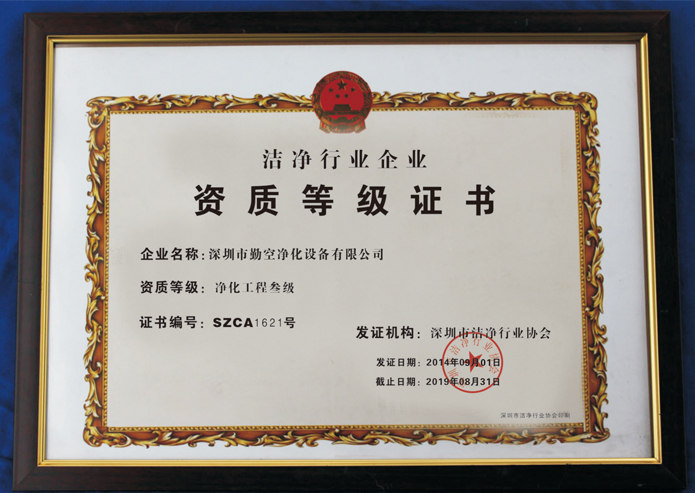 洁净行业企业
资质等级证书
企业名称：深圳市勤空净化设备有限公司
资质等级：净化工程叁级
证书编号：SZCA1621号
发证机构：深圳市洁净行业协会
发证日期：2014年09月01日
截止日期：2019年08月31日
深圳市洁净行业协会印制